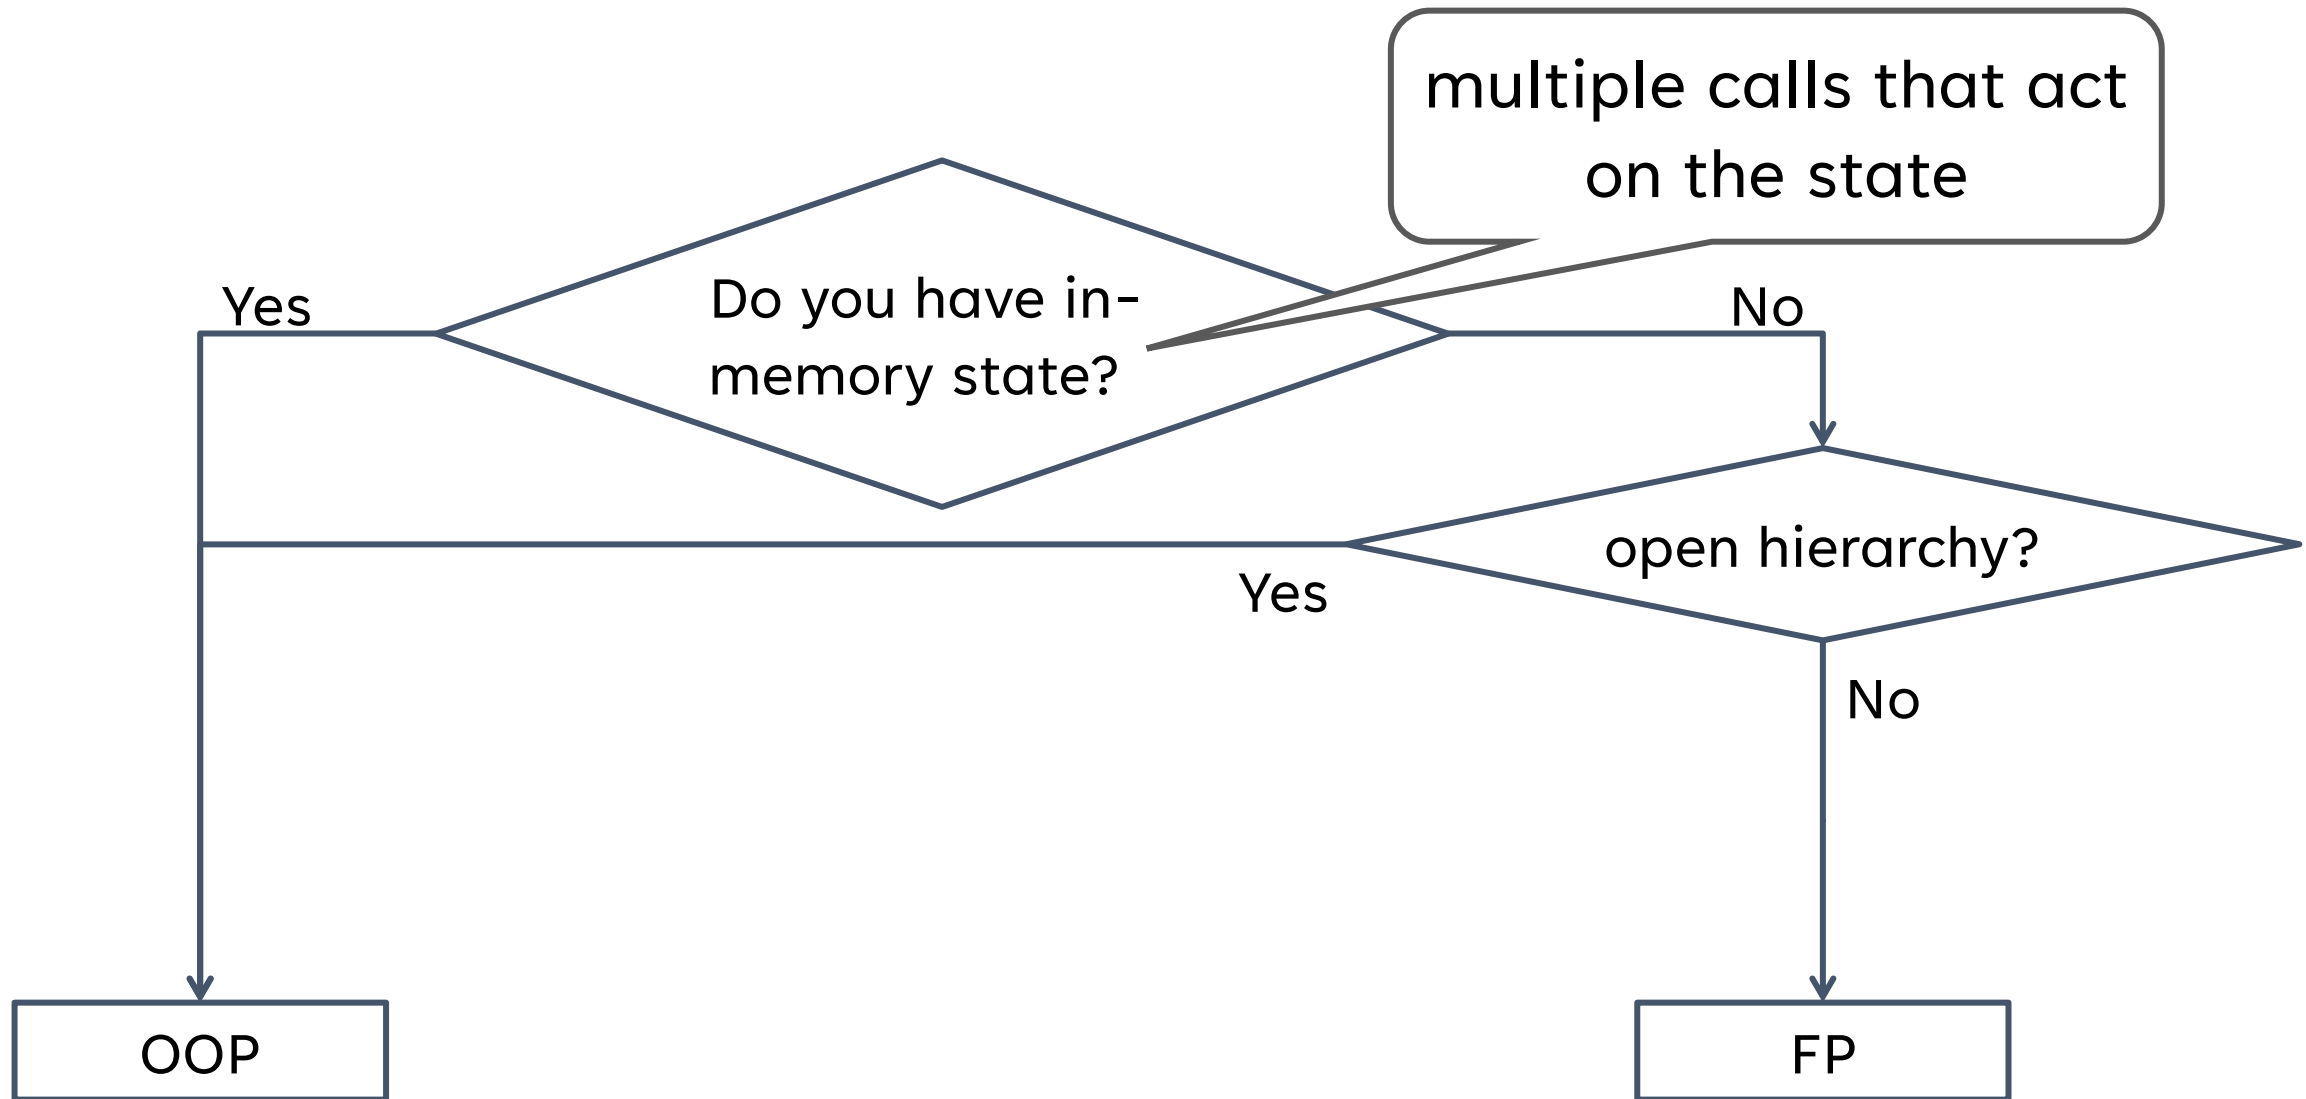 multiple calls that act
on the state
Do you have in-
memory state?
Yes
No
open hierarchy?
Yes
No
OOP
FP